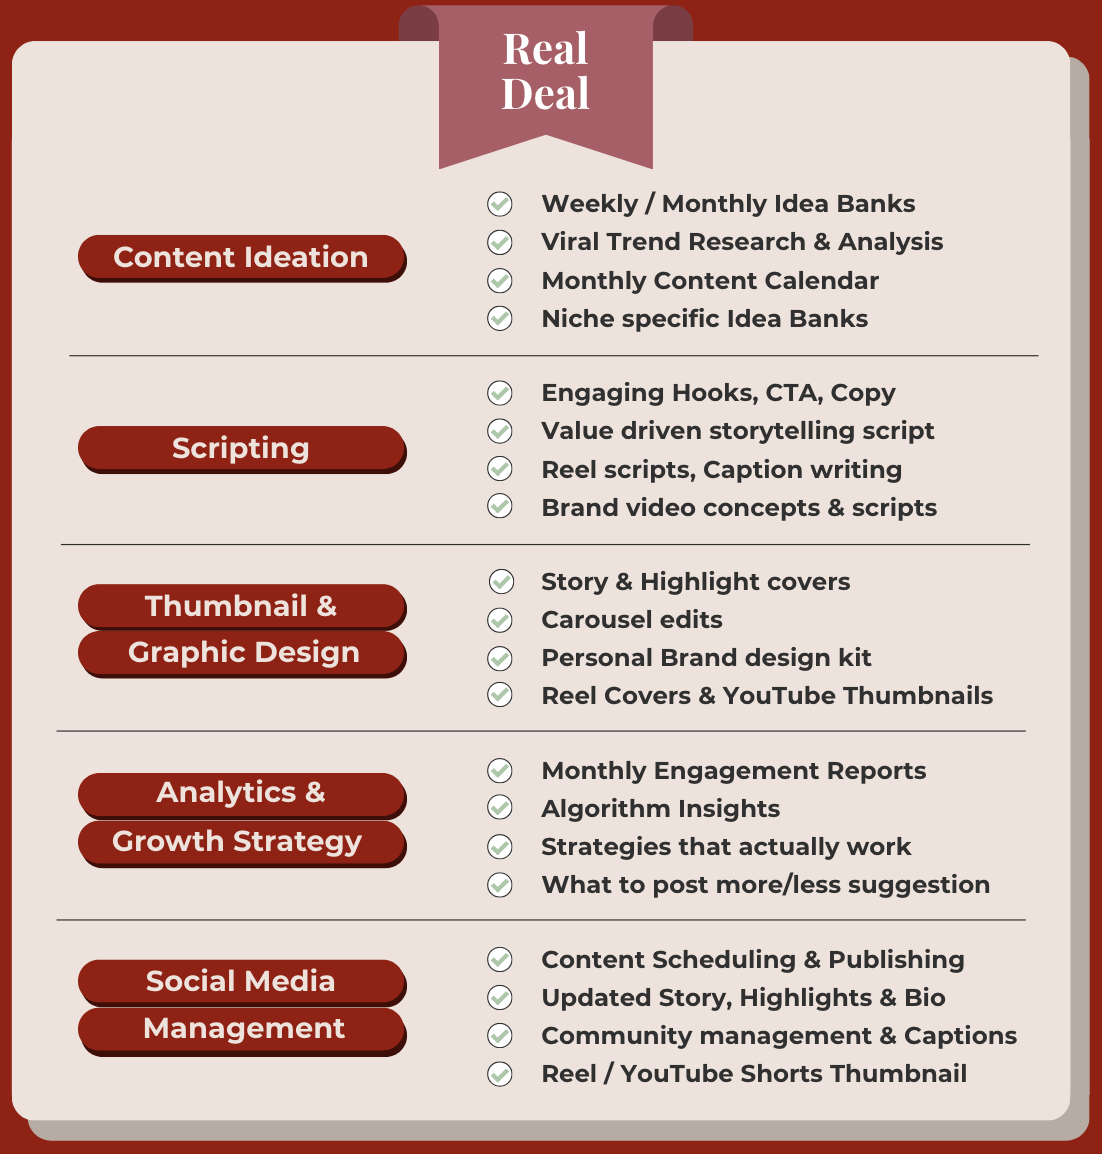 Real
Deal
Content Ideation
Weekly / Monthly Idea Banks
Viral Trend Research & Analysis
Monthly Content Calendar
Niche specific Idea Banks
Scripting
Engaging Hooks, CTA, Copy
Value driven storytelling script
Reel scripts, Caption writing
Brand video concepts & scripts
Thumbnail &
Graphic Design
Story & Highlight covers
Carousel edits
Personal Brand design kit
Reel Covers & YouTube Thumbnails
Analytics &
Growth Strategy
Monthly Engagement Reports
Algorithm Insights
Strategies that actually work
What to post more/less suggestion
Social Media
Management
Content Scheduling & Publishing
Updated Story, Highlights & Bio
Community management & Captions
Reel / YouTube Shorts Thumbnail